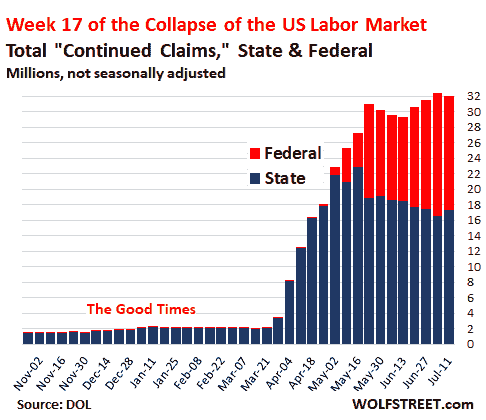 Week 17 of the Collapse of the US Labor Market
Total "Continued Claims," State & Federal
Millions, not seasonally adjusted
32
30
28
26
24
22
20
18
16
14
12
10
8
6
4
2
0
Federal
State
The Good Times
Nov-02
Nov-16
Nov-30
Dec-14
Dec-28
Jan-11
Jan-25
Feb-08
Feb-22
Mar-07
Mar-21
Apr-04
Apr-18
May-02
May-16
May-30
Jun-13
Jun-27
Jul-11
Source: DOL
WOLFSTREET.com